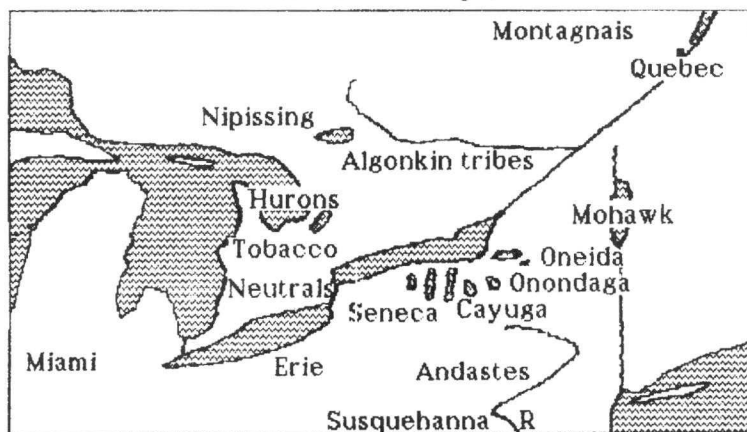 Montagnais
Quebec
Nipissing
Algonkin tribes
Hurons
Mohawk
Tobacco
Oneida
Neutrals
Onondaga
Seneca
Cayuga
Miami
Erie
Andastes
Susquehanna R